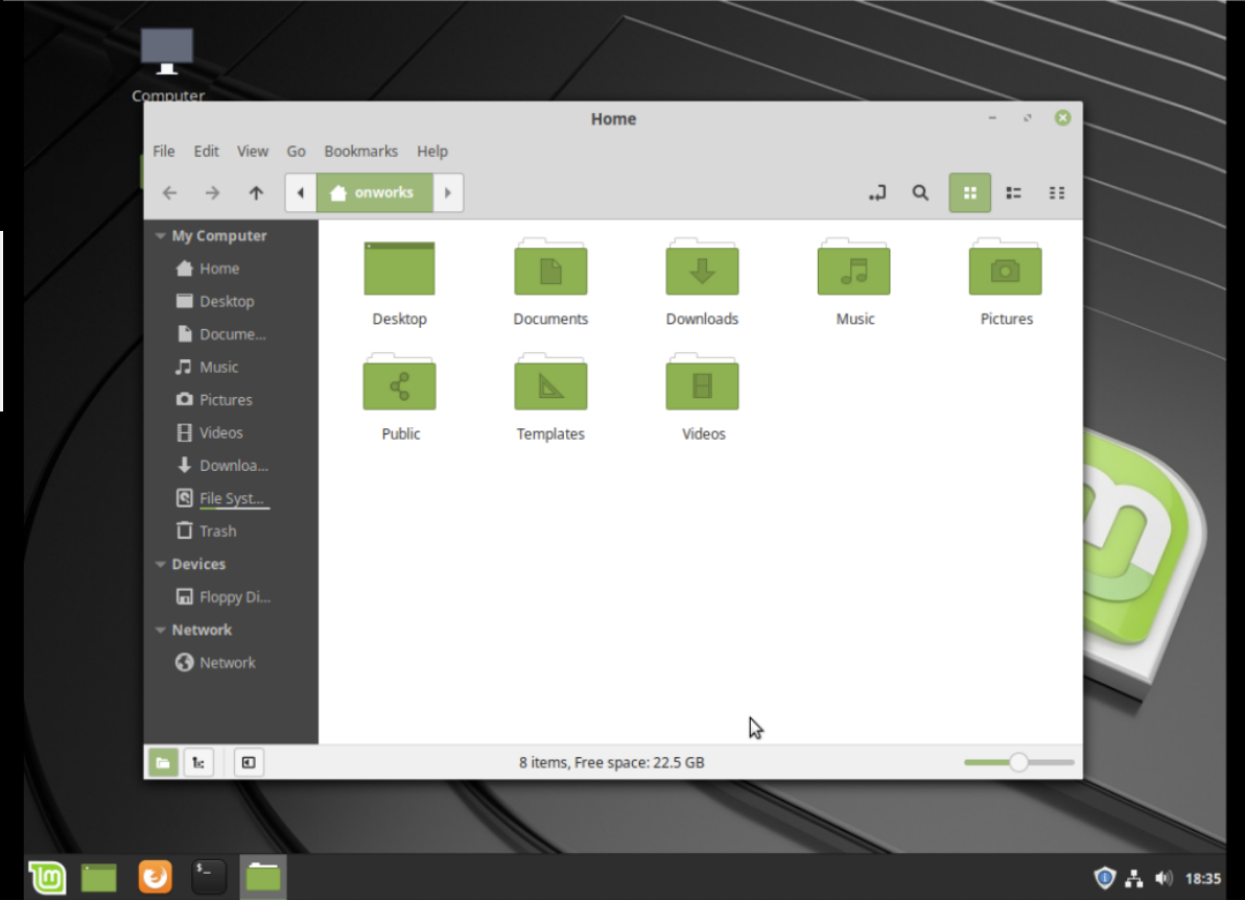 Computer
Home
File Edit View Go Bookmarks Help
onworks
My Computer
Home
Desktop
Docume...
Music
Pictures
Videos
Downloa...
File Syst...
Trash
Devices
Floppy Di...
Network
Network
Desktop Documents Downloads Music Pictures
Public Templates Videos
8 items, Free space: 22.5 GB
$_
18:35